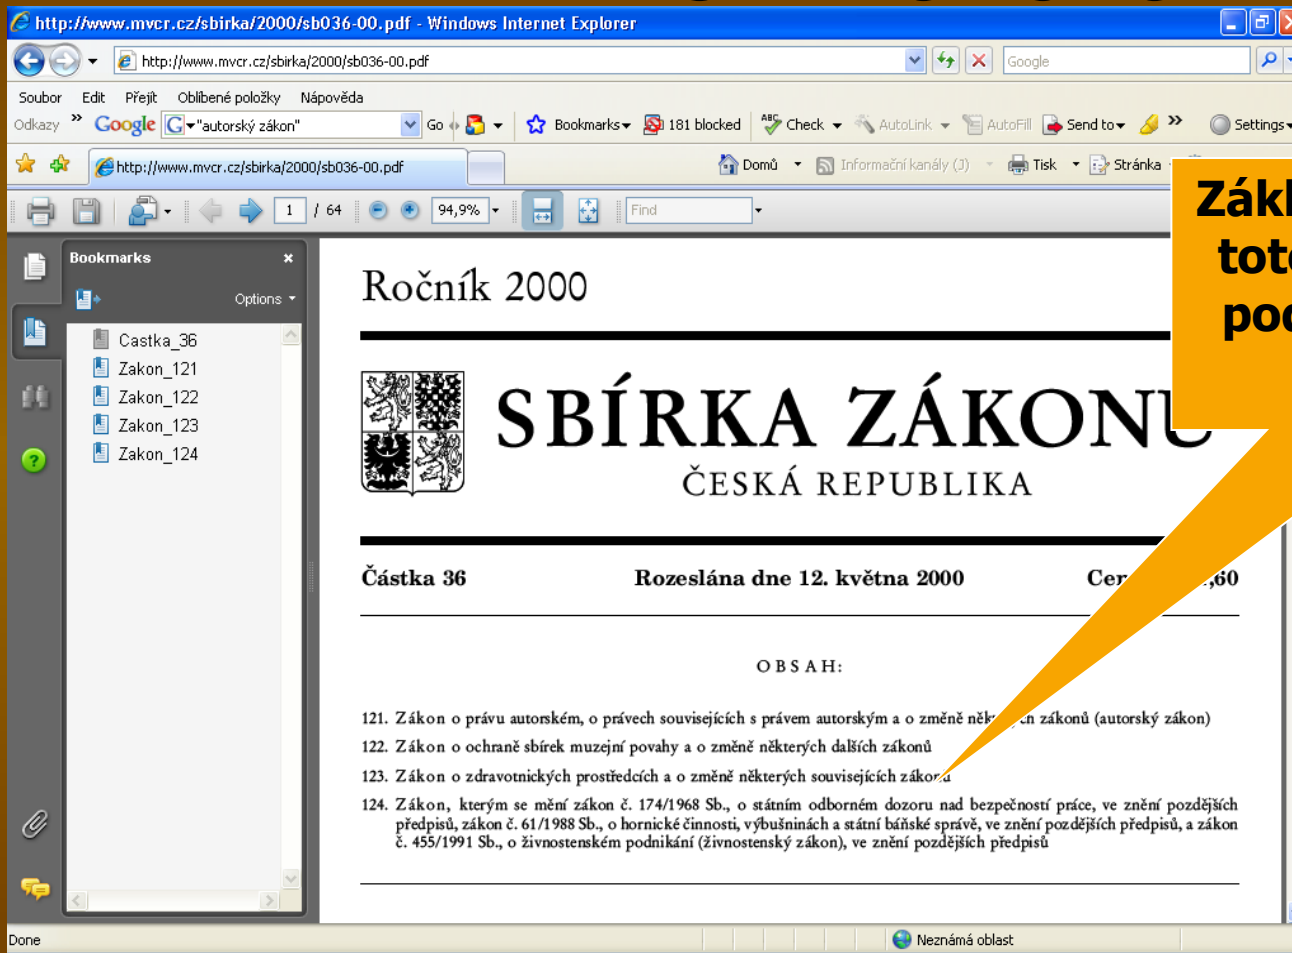 http://www.mvcr.cz/sbirka/2000/sb036-00.pdf - Windows Internet Explorer
http://www.mvcr.cz/sbirka/2000/sb036-00.pdf Google
Soubor Edit Přejít Oblíbené položky Nápověda
Odkazy » Google G "autorský zákon" Go Bookmarks 181 blocked ABC Check AutoLink AutoFill Send to » Settings
http://www.mvcr.cz/sbirka/2000/sb036-00.pdf Domů Informační kanály (J) Tisk Stránka
1 / 64 94,9% Find
Bookmarks
Options
Castka_36
Zakon_121
Zakon_122
Zakon_123
Zakon_124
Ročník 2000
SBÍRKA ZÁKONŮ
ČESKÁ REPUBLIKA
Částka 36 Rozeslána dne 12. května 2000 ,60
OBSAH:
121. Zákon o právu autorském, o právech souvisejících s právem autorským a o změně zákonů (autorský zákon)
122. Zákon o ochraně sbírek muzejní povahy a o změně některých dalších zákonů
123. Zákon o zdravotnických prostředcích a o změně některých souvisejících zákonů
124. Zákon, kterým se mění zákon č. 174/1968 Sb., o státním odborném dozoru nad bezpečností práce, ve znění pozdějších
předpisů, zákon č. 61/1988 Sb., o hornické činnosti, výbušninách a státní báňské správě, ve znění pozdějších předpisů, a zákon
č. 455/1991 Sb., o živnostenském podnikání (živnostenský zákon), ve znění pozdějších předpisů
Done Neznámá oblast